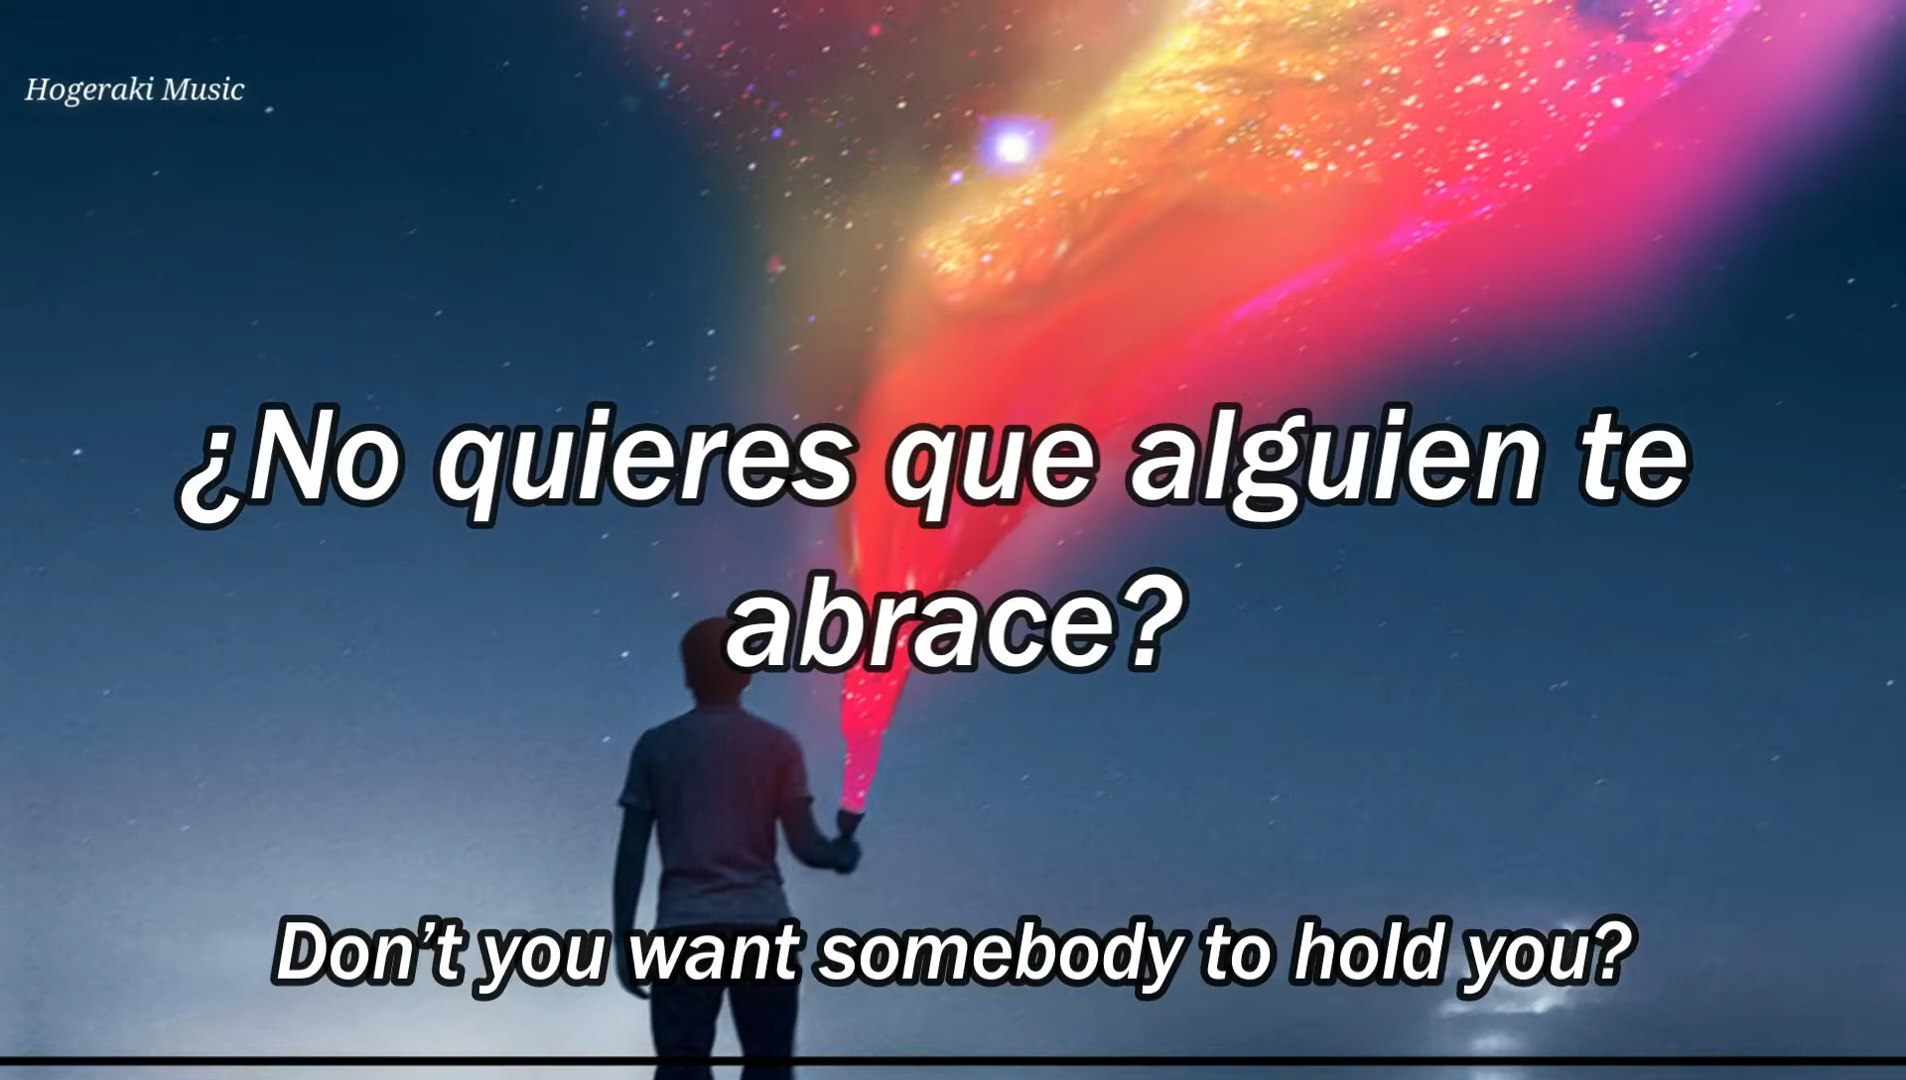 Hogeraki Music
¿No quieres que alguien te
abrace?
Don't you want somebody to hold you?